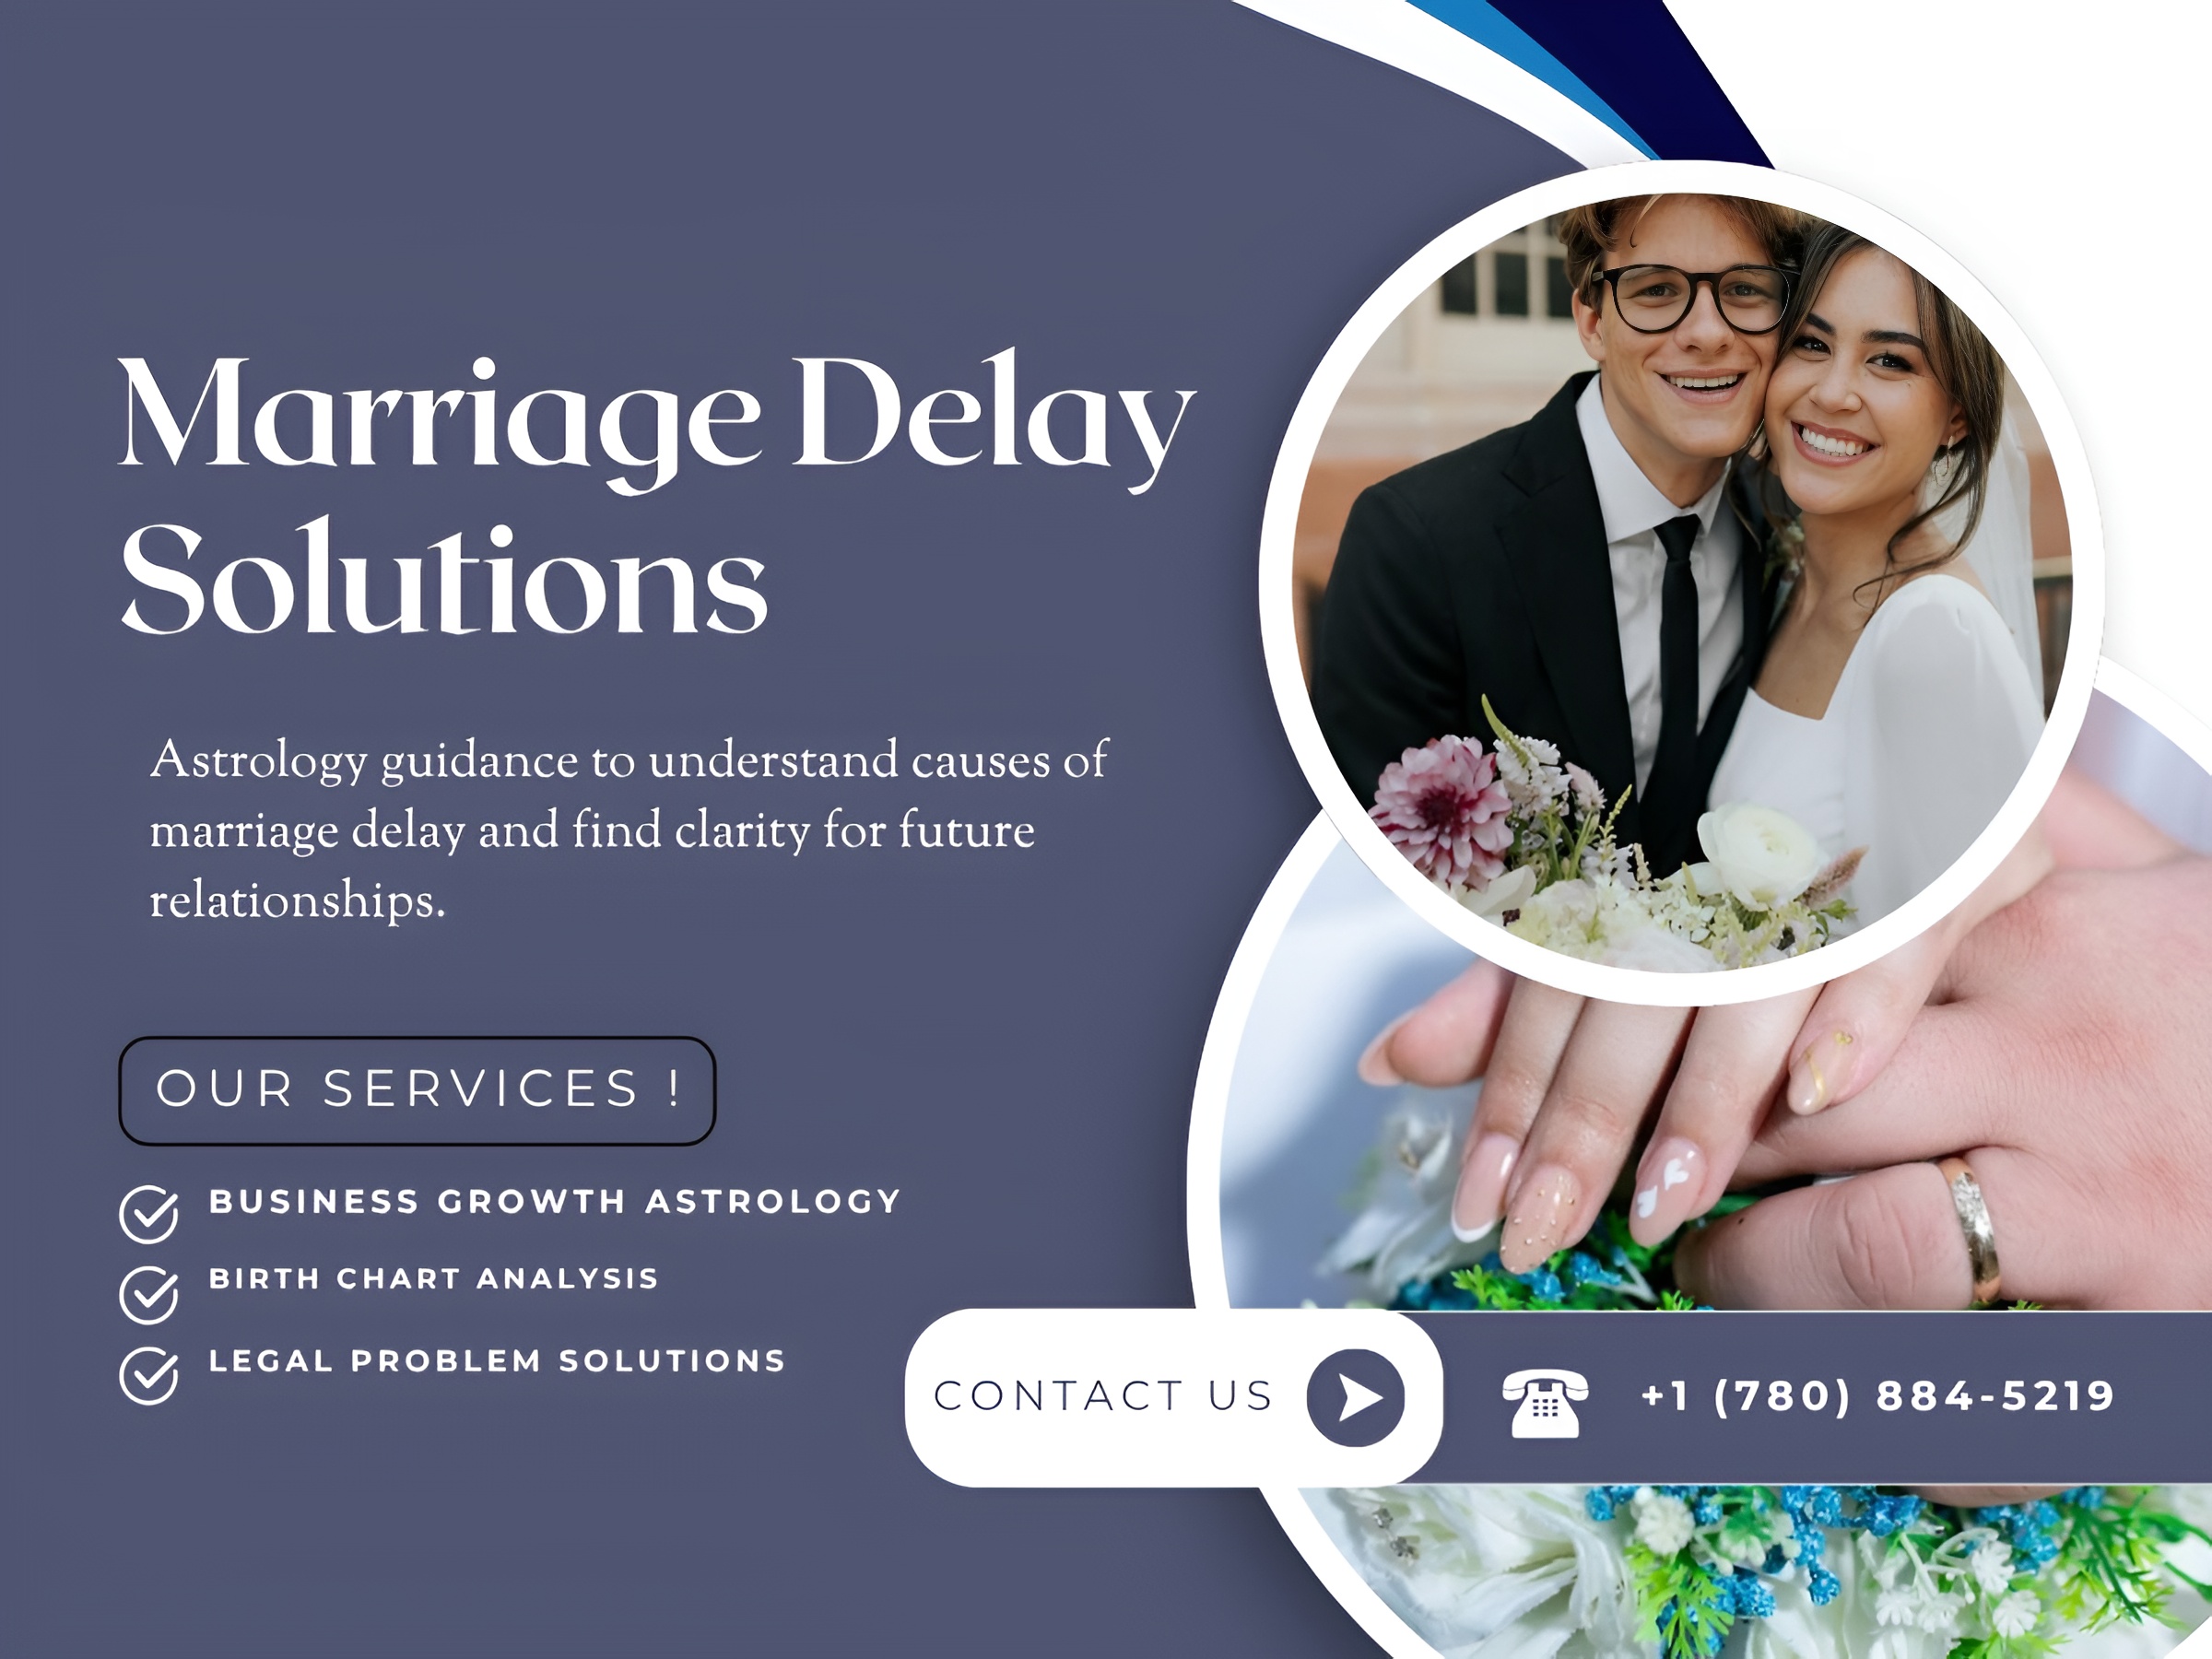 Marriage Delay
Solutions
Astrology guidance to understand causes of
marriage delay and find clarity for future
relationships.
OUR SERVICES !
BUSINESS GROWTH ASTROLOGY
BIRTH CHART ANALYSIS
LEGAL PROBLEM SOLUTIONS
CONTACT US
+1 (780) 884-5219